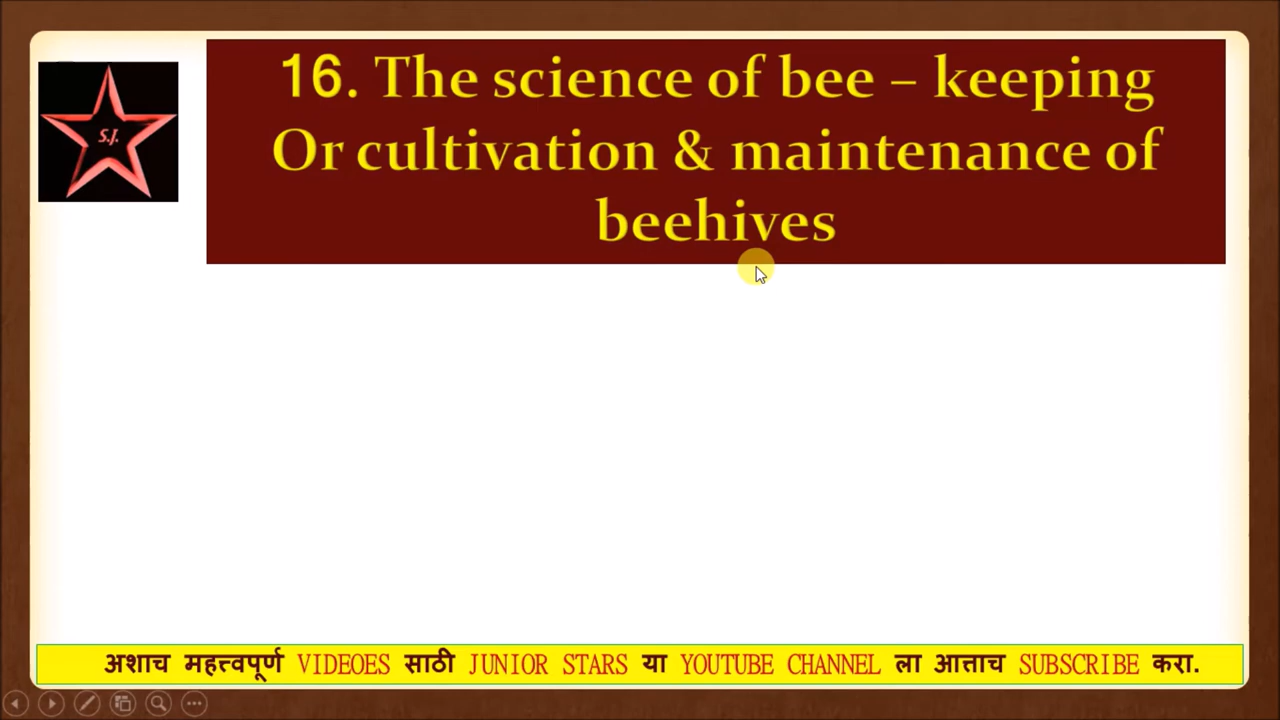 S.J.
16. The science of bee – keeping
Or cultivation & maintenance of
beehives
अशाच महत्त्वपूर्ण VIDEOES साठी JUNIOR STARS या YOUTUBE CHANNEL ला आत्ताच SUBSCRIBE करा.